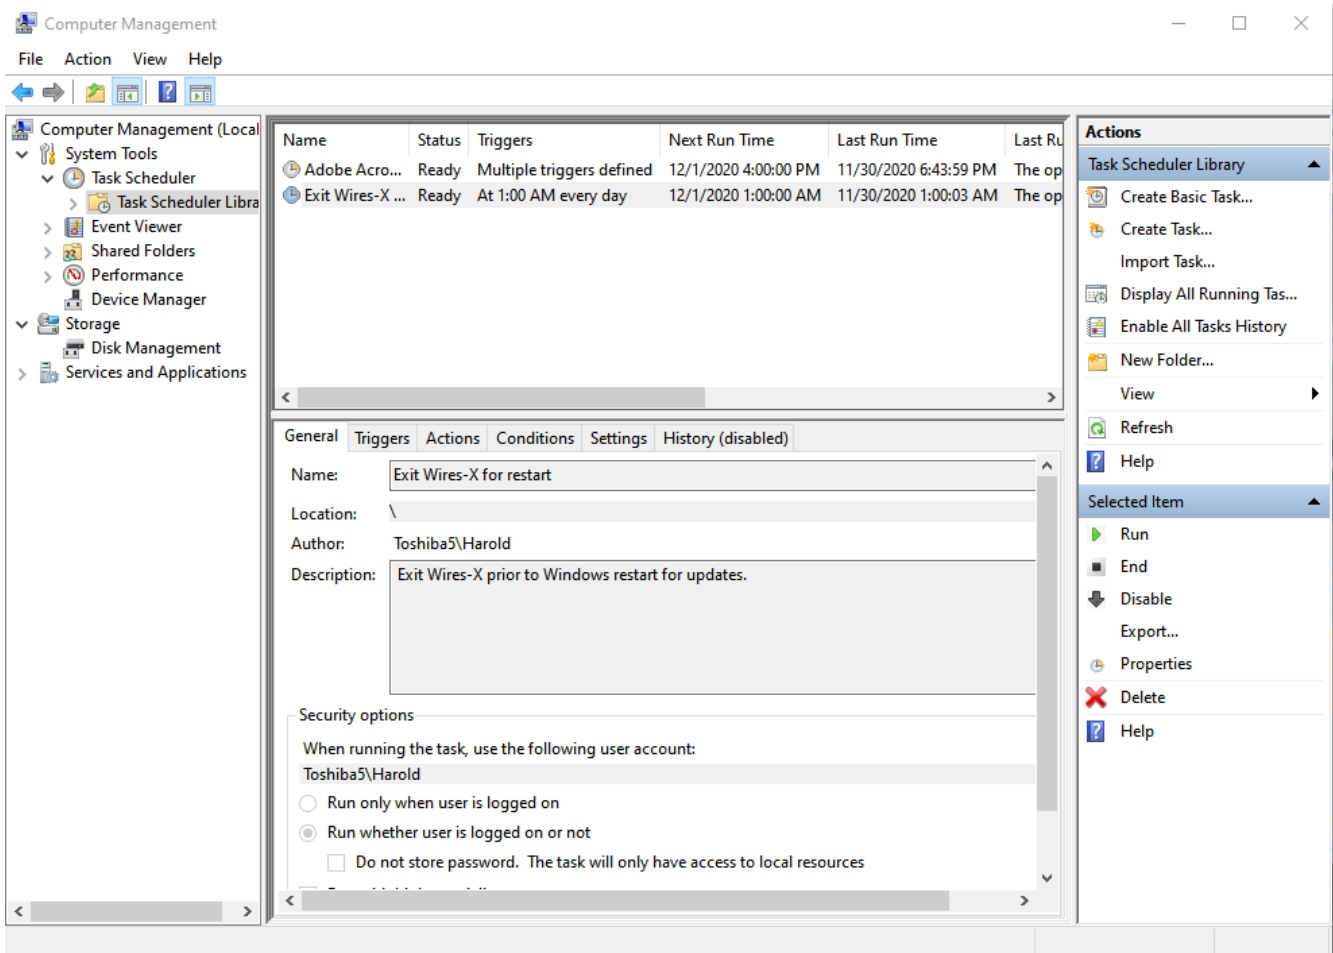 Computer Management
File Action View Help
Computer Management (Local
System Tools
Task Scheduler
Task Scheduler Libra
Event Viewer
Shared Folders
Performance
Device Manager
Storage
Disk Management
Services and Applications
Name Status Triggers Next Run Time Last Run Time Last Ru
Adobe Acro... Ready Multiple triggers defined 12/1/2020 4:00:00 PM 11/30/2020 6:43:59 PM The op
Exit Wires-X ... Ready At 1:00 AM every day 12/1/2020 1:00:00 AM 11/30/2020 1:00:03 AM The op
General Triggers Actions Conditions Settings History (disabled)
Name: Exit Wires-X for restart
Location: \
Author: Toshiba5\Harold
Description: Exit Wires-X prior to Windows restart for updates.
Security options
When running the task, use the following user account:
Toshiba5\Harold
Run only when user is logged on
Run whether user is logged on or not
Do not store password. The task will only have access to local resources
Actions
Task Scheduler Library
Create Basic Task...
Create Task...
Import Task...
Display All Running Tas...
Enable All Tasks History
New Folder...
View
Refresh
Help
Selected Item
Run
End
Disable
Export...
Properties
Delete
Help